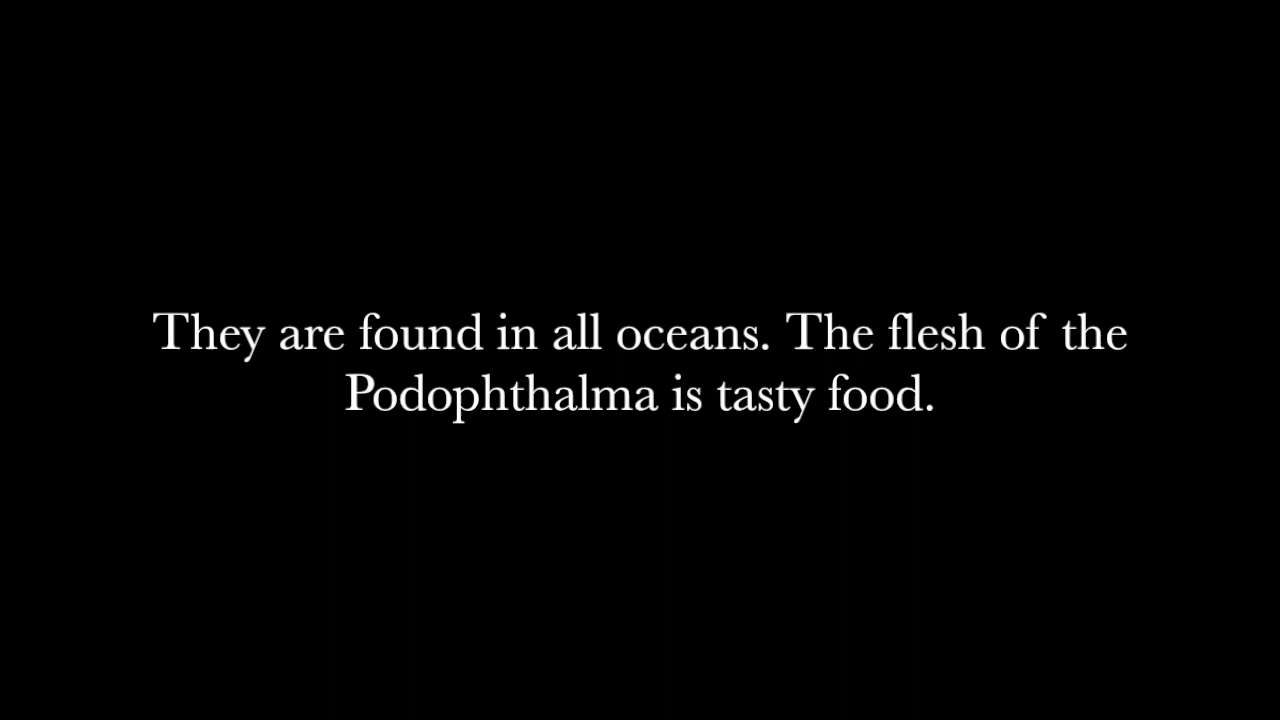 They are found in all oceans. The flesh of the
Podophthalma is tasty food.